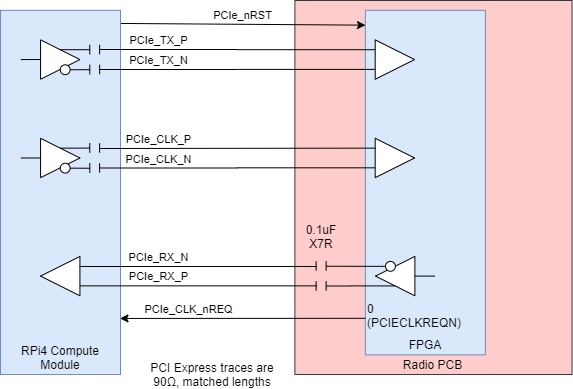 PCIe_nRST
PCIe_TX_P
PCIe_TX_N
PCIe_CLK_P
PCIe_CLK_N
0.1uF
X7R
PCIe_RX_N
PCIe_RX_P
PCIe_CLK_nREQ
0
(PCIECLKREQN)
FPGA
RPi4 Compute
Module
Radio PCB
PCI Express traces are
90Ω, matched lengths